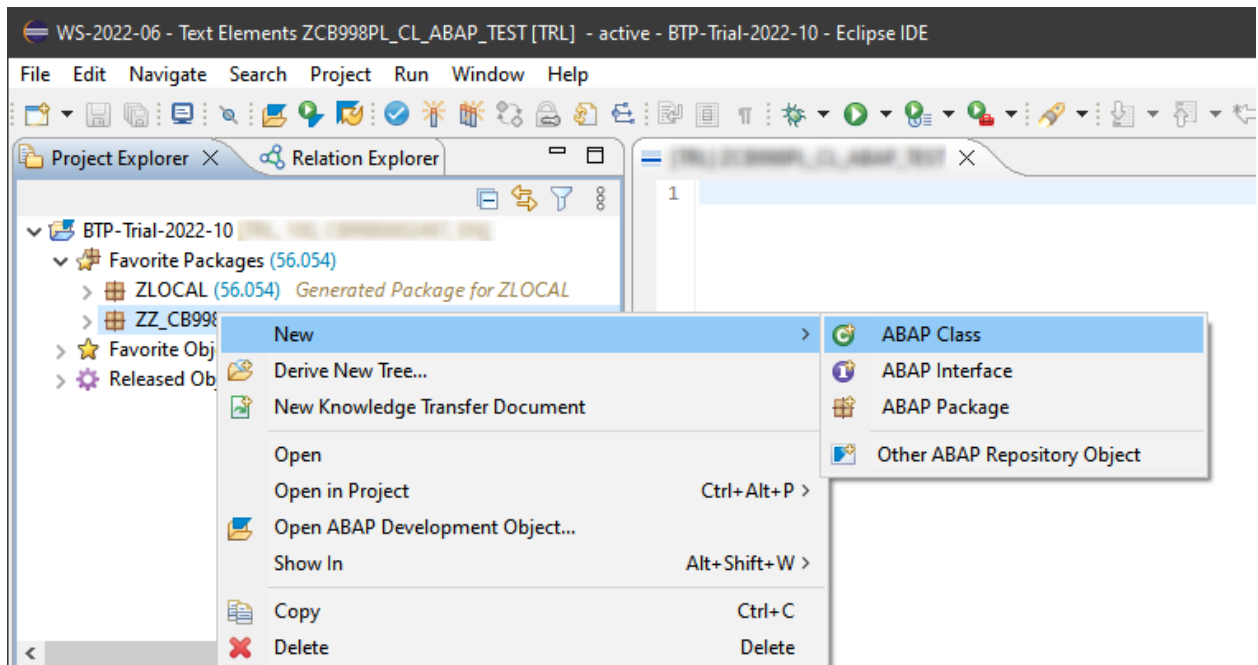 WS-2022-06 - Text Elements ZCB998PL_CL_ABAP_TEST [TRL] - active - BTP-Trial-2022-10 - Eclipse IDE
File Edit Navigate Search Project Run Window Help
Project Explorer Relation Explorer
1
BTP-Trial-2022-10
Favorite Packages (56.054)
ZLOCAL (56.054) Generated Package for ZLOCAL
ZZ_CB998
Favorite Obj
Released Ob
New
Derive New Tree...
New Knowledge Transfer Document
Open
Open in Project Ctrl+Alt+P >
Open ABAP Development Object...
Show In Alt+Shift+W >
Copy Ctrl+C
Delete Delete
ABAP Class
ABAP Interface
ABAP Package
Other ABAP Repository Object